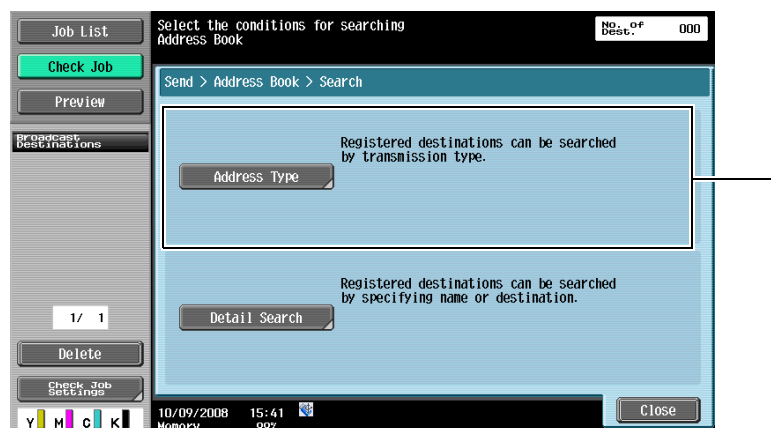 Job List
Check Job
Preview
Broadcast
Destinations
1/ 1
Delete
Check Job
Settings
Y M C K
Select the conditions for searching
Address Book
No. of
Dest.
000
Send > Address Book > Search
Registered destinations can be searched
by transmission type.
Address Type
Registered destinations can be searched
by specifying name or destination.
Detail Search
10/09/2008 15:41
Memory 99%
Close